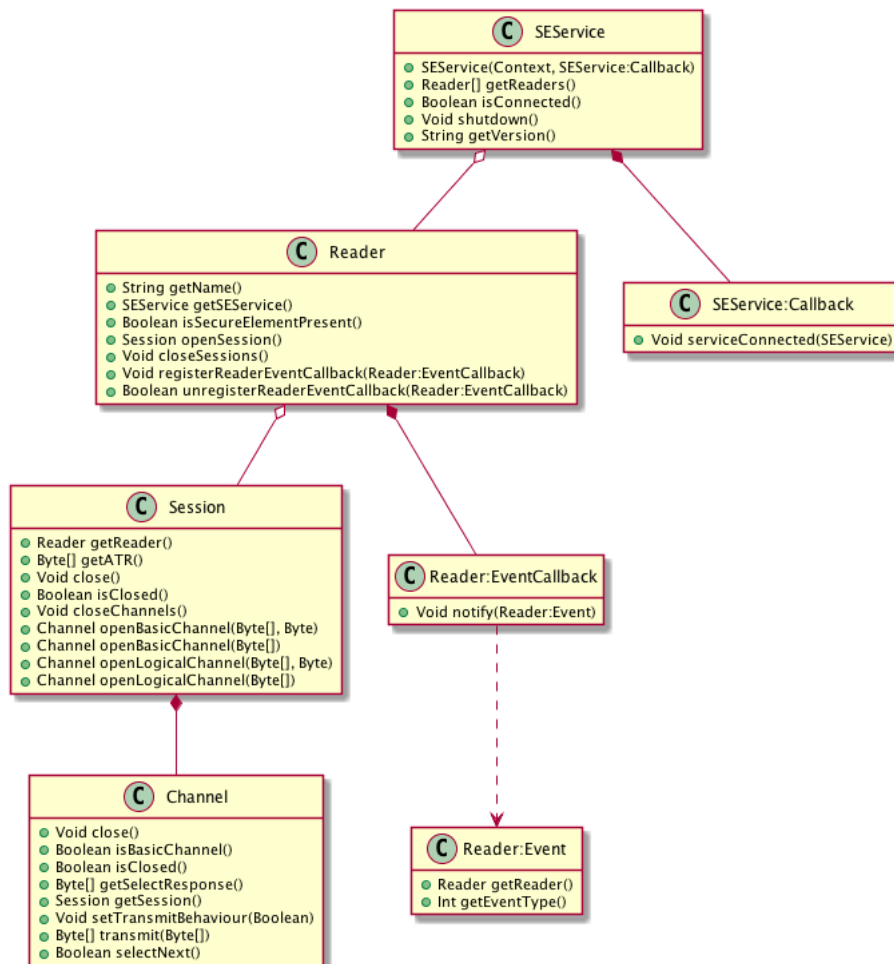 C SEService
SEService(Context, SEService:Callback)
Reader[] getReaders()
Boolean isConnected()
Void shutdown()
String getVersion()
C Reader
String getName()
SEService getSEService()
Boolean isSecureElementPresent()
Session openSession()
Void closeSessions()
Void registerReaderEventCallback(Reader:EventCallback)
Boolean unregisterReaderEventCallback(Reader:EventCallback)
C SEService:Callback
Void serviceConnected(SEService)
C Session
Reader getReader()
Byte[] getATR()
Void close()
Boolean isClosed()
Void closeChannels()
Channel openBasicChannel(Byte[], Byte)
Channel openBasicChannel(Byte[])
Channel openLogicalChannel(Byte[], Byte)
Channel openLogicalChannel(Byte[])
C Reader:EventCallback
Void notify(Reader:Event)
C Channel
Void close()
Boolean isBasicChannel()
Boolean isClosed()
Byte[] getSelectResponse()
Session getSession()
Void setTransmitBehaviour(Boolean)
Byte[] transmit(Byte[])
Boolean selectNext()
C Reader:Event
Reader getReader()
Int getEventType()